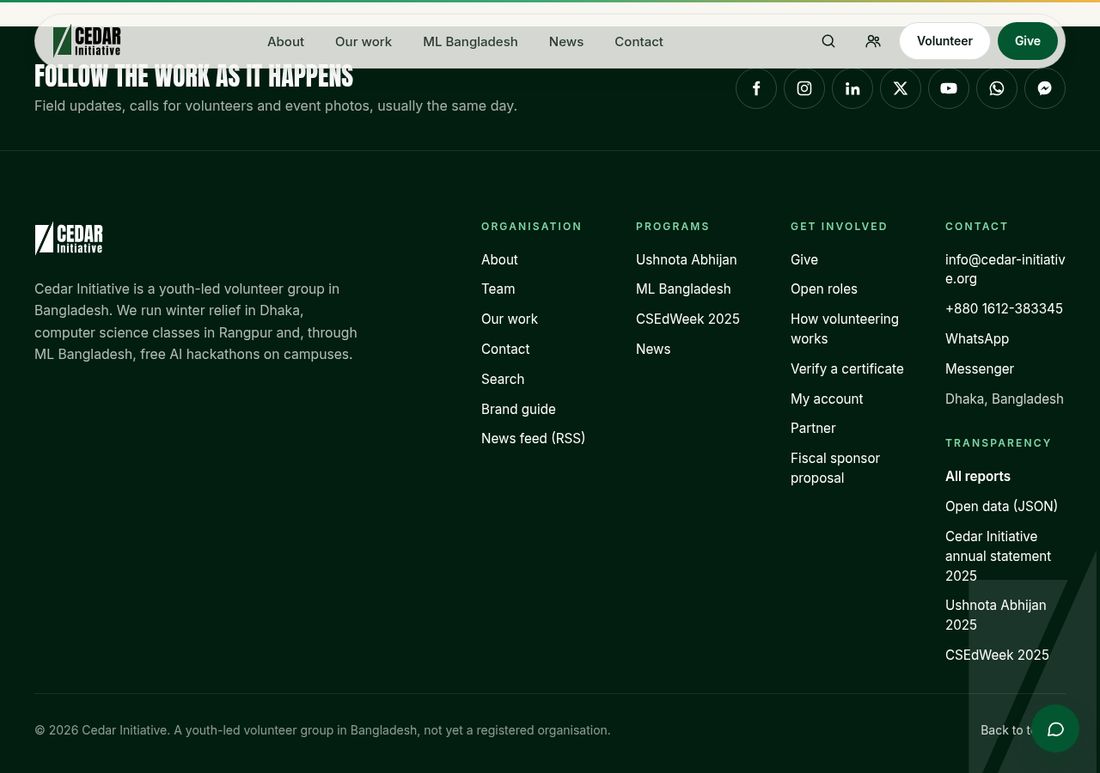 CEDAR
Initiative
About
Our work
ML Bangladesh
News
Contact
Volunteer
Give
FOLLOW THE WORK AS IT HAPPENS
Field updates, calls for volunteers and event photos, usually the same day.
CEDAR
Initiative
Cedar Initiative is a youth-led volunteer group in
Bangladesh. We run winter relief in Dhaka,
computer science classes in Rangpur and, through
ML Bangladesh, free AI hackathons on campuses.
ORGANISATION
About
Team
Our work
Contact
Search
Brand guide
News feed (RSS)
PROGRAMS
Ushnota Abhijan
ML Bangladesh
CSEdWeek 2025
News
GET INVOLVED
Give
Open roles
How volunteering
works
Verify a certificate
My account
Partner
Fiscal sponsor
proposal
CONTACT
info@cedar-initiativ
e.org
+880 1612-383345
WhatsApp
Messenger
Dhaka, Bangladesh
TRANSPARENCY
All reports
Open data (JSON)
Cedar Initiative
annual statement
2025
Ushnota Abhijan
2025
CSEdWeek 2025
© 2026 Cedar Initiative. A youth-led volunteer group in Bangladesh, not yet a registered organisation.
Back to